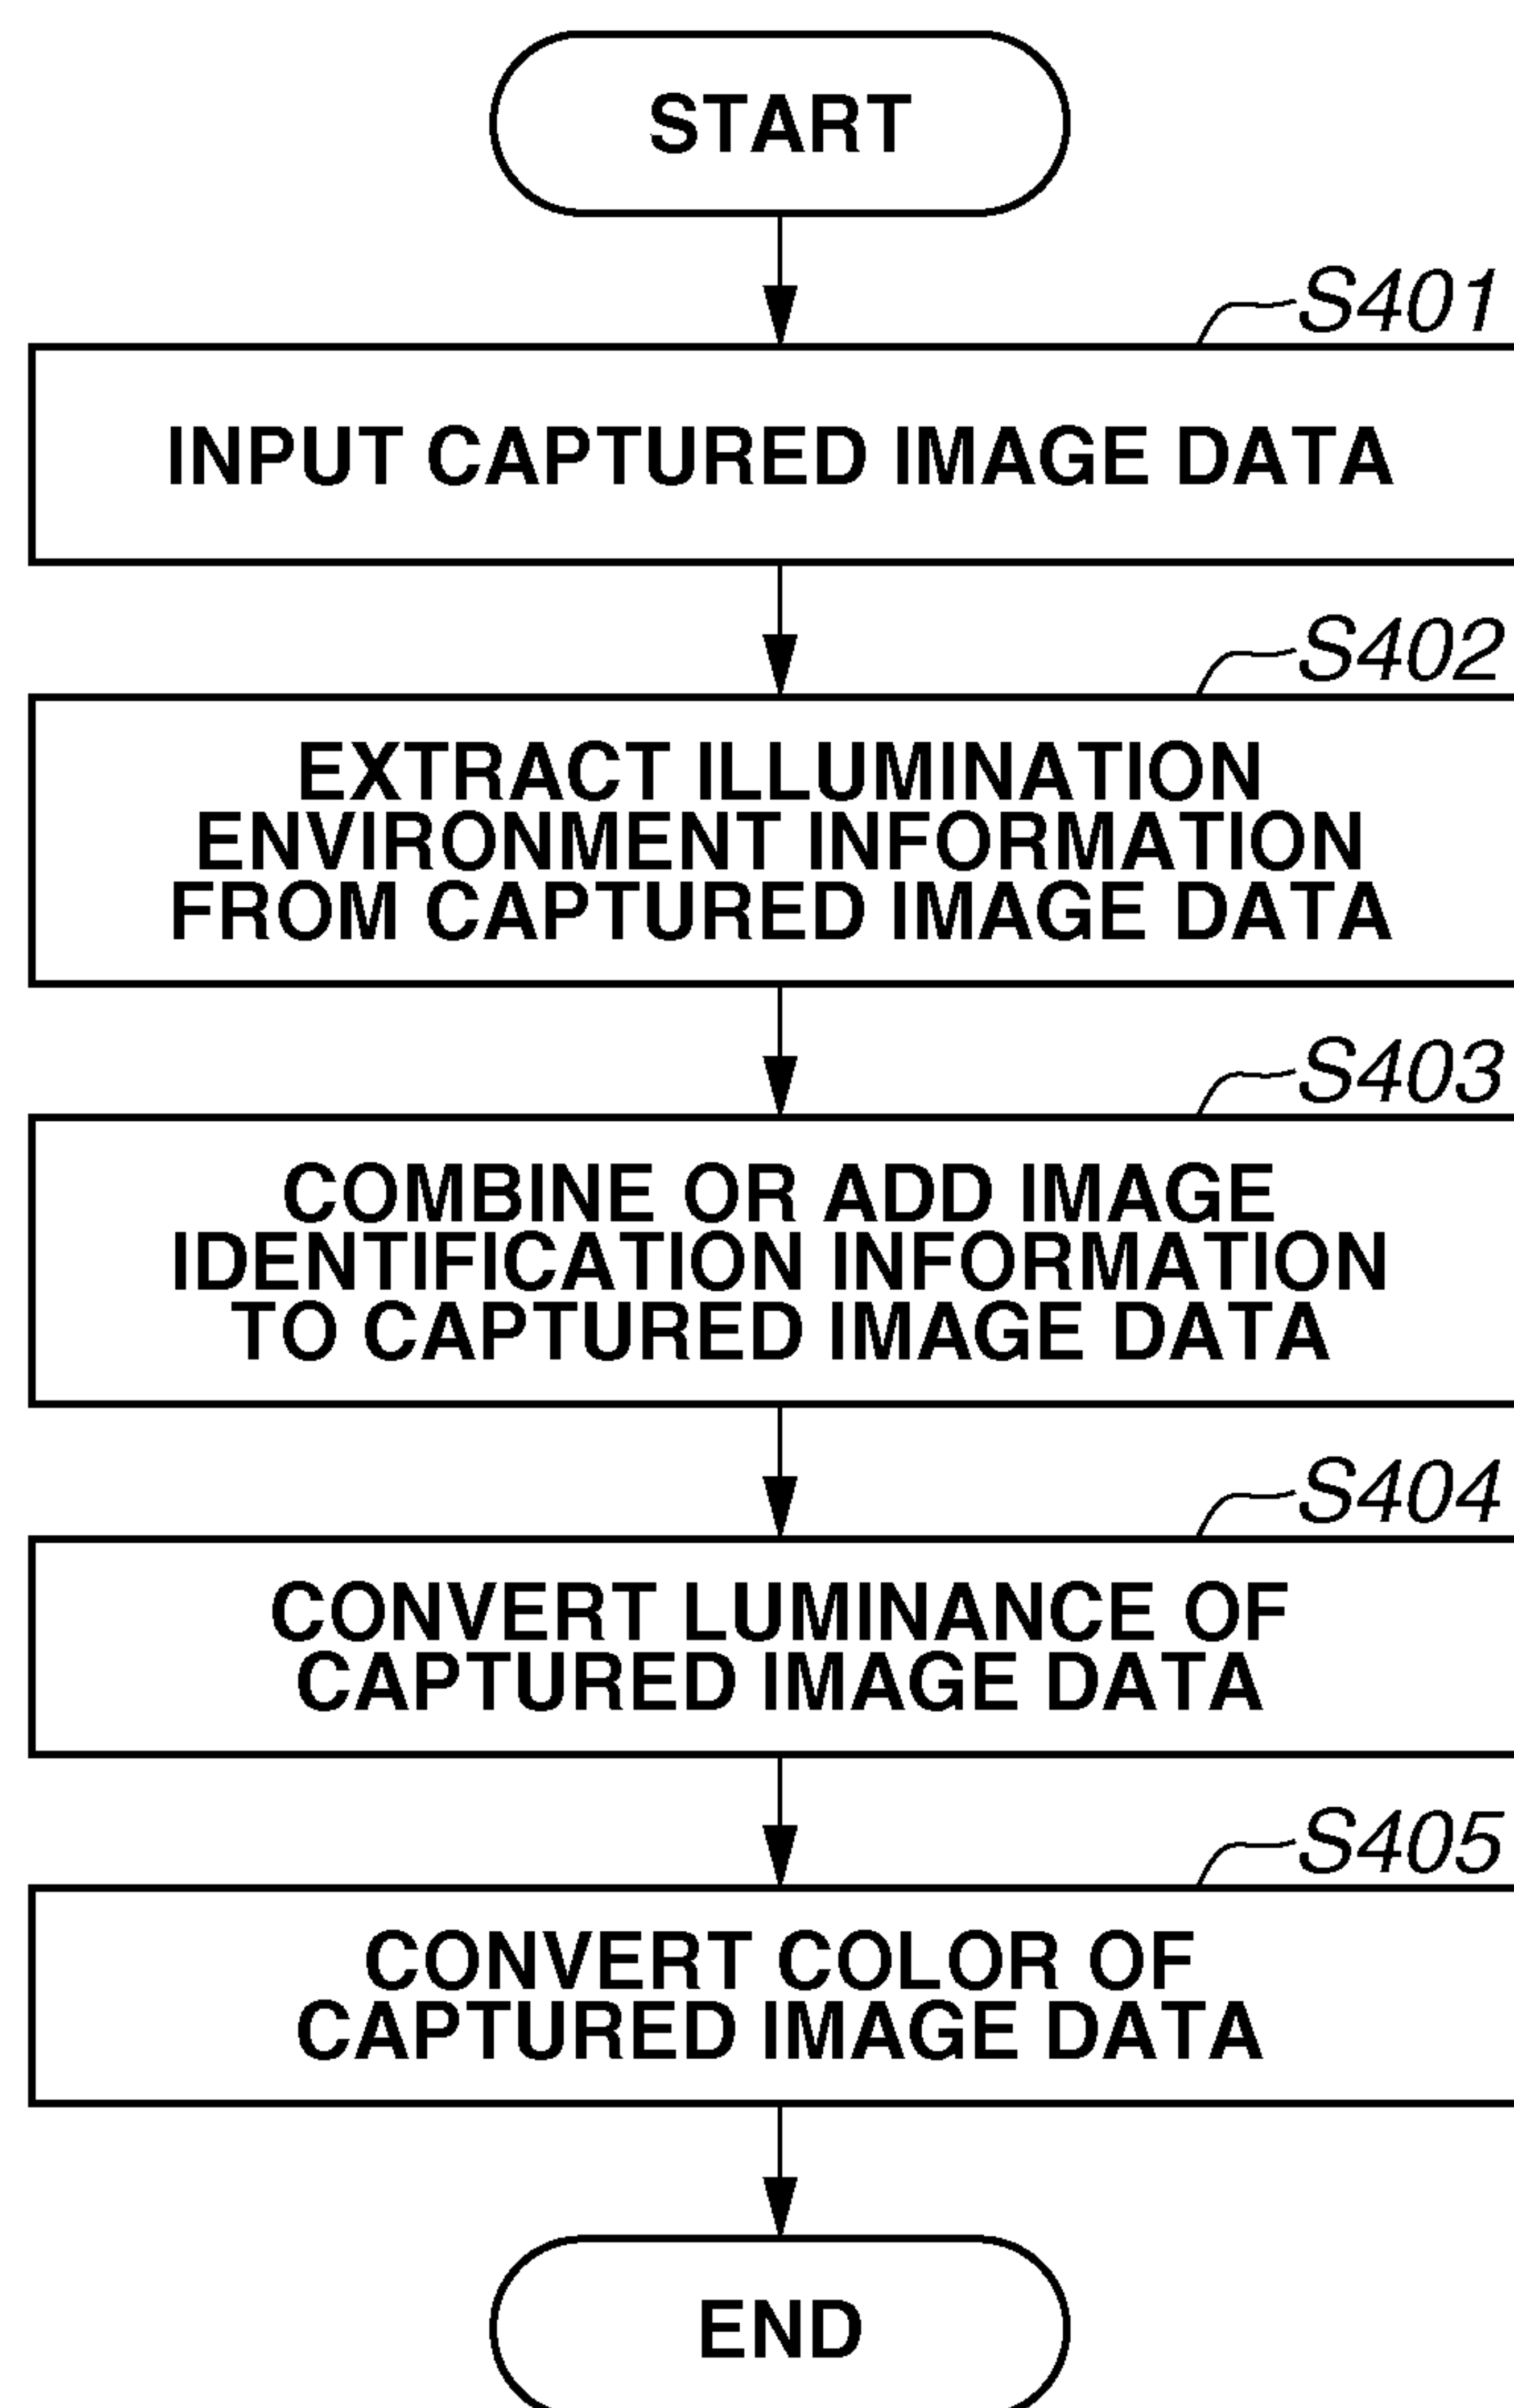 START
S401
INPUT CAPTURED IMAGE DATA
S402
EXTRACT ILLUMINATION
ENVIRONMENT INFORMATION
FROM CAPTURED IMAGE DATA
S403
COMBINE OR ADD IMAGE
IDENTIFICATION INFORMATION
TO CAPTURED IMAGE DATA
S404
CONVERT LUMINANCE OF
CAPTURED IMAGE DATA
S405
CONVERT COLOR OF
CAPTURED IMAGE DATA
END